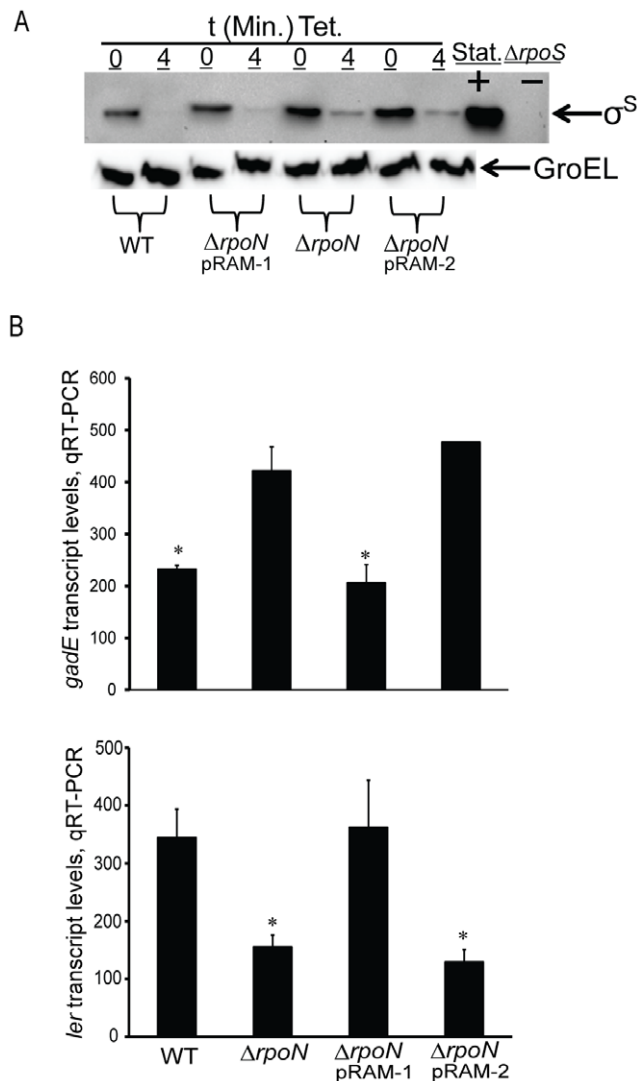 A
t (Min.) Tet.
0 4 0 4 0 4 0 4 Stat. ΔrpoS
+ −
σS
GroEL
WT ΔrpoN pRAM-1 ΔrpoN ΔrpoN pRAM-2
B
gadE transcript levels, qRT-PCR
600
500
400
300
200
100
0
* *
ler transcript levels, qRT-PCR
500
400
300
200
100
0
* *
WT ΔrpoN ΔrpoN pRAM-1 ΔrpoN pRAM-2